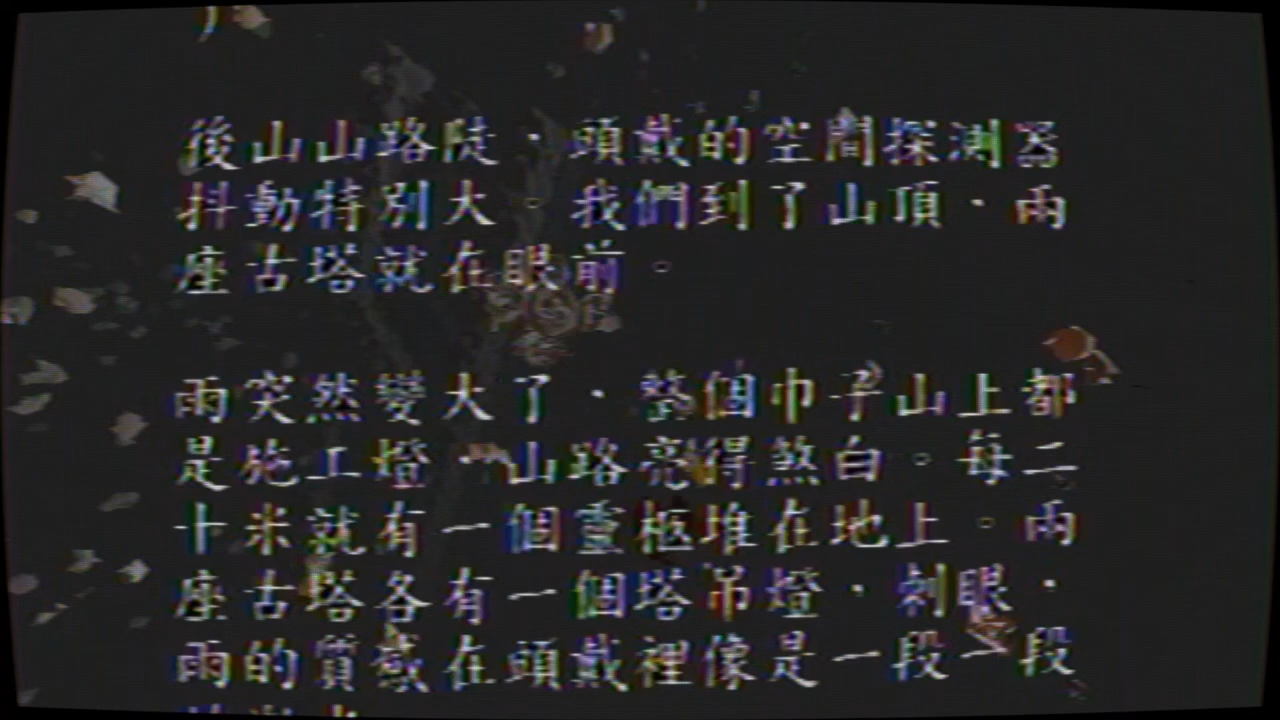 後山山路陡，頭戴的空間探測器
抖動特別大。我們到了山頂，兩
座古塔就在眼前。
雨突然變大了，整個巾子山上都
是施工燈，山路亮得煞白。每二
十米就有一個靈柩堆在地上。兩
座古塔各有一個塔吊燈，刺眼，
雨的質感在頭戴裡像是一段一段